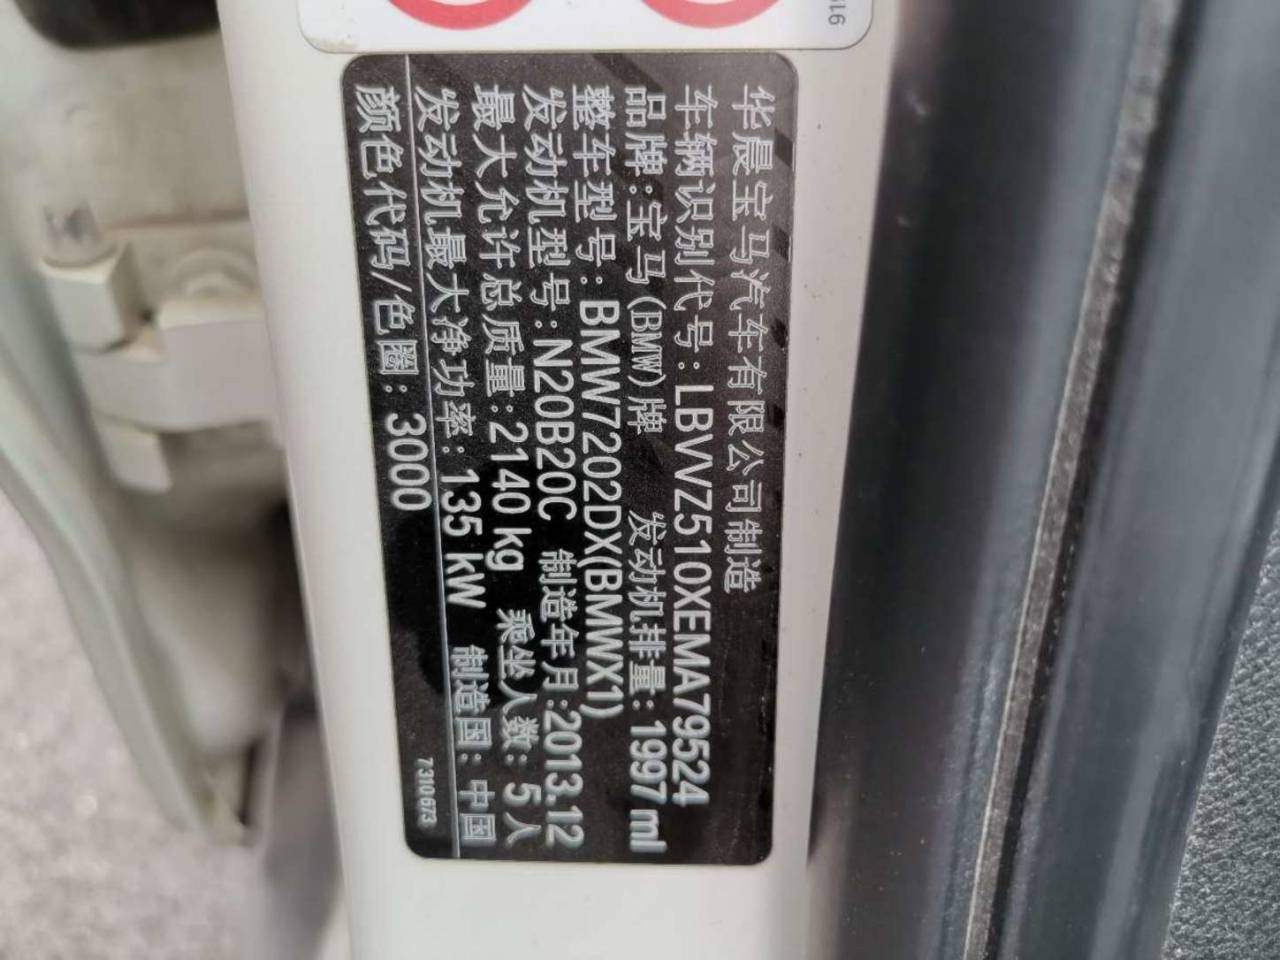 华晨宝马汽车有限公司制造
车辆识别代号:LBVVZ510XEMA79524
品牌:宝马(BMW)牌 发动机排量:1997 ml
整车型号:BMW7202DX(BMWX1)
发动机型号:N20B20C 制造年月:2013.12
最大允许总质量:2140 kg 乘坐人数:5人
发动机最大净功率:135 kW 制造国:中国
颜色代码/色圈:3000
7310673